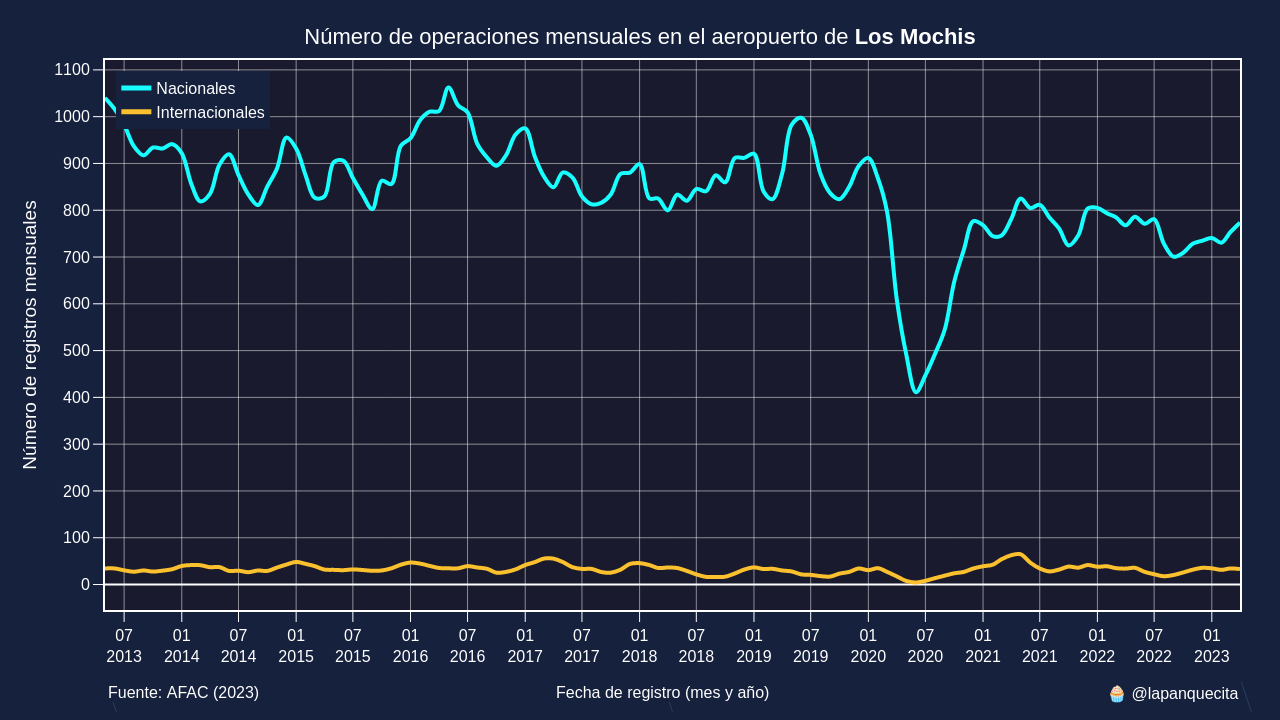 Número de operaciones mensuales en el aeropuerto de Los Mochis
Nacionales
Internacionales
Número de registros mensuales
1100
1000
900
800
700
600
500
400
300
200
100
0
07 01 07 01 07 01 07 01 07 01 07 01 07 01 07 01 07 01 07 01
2013 2014 2014 2015 2015 2016 2016 2017 2017 2018 2018 2019 2019 2020 2020 2021 2021 2022 2022 2023
Fuente: AFAC (2023)
Fecha de registro (mes y año)
🧁 @lapanquecita